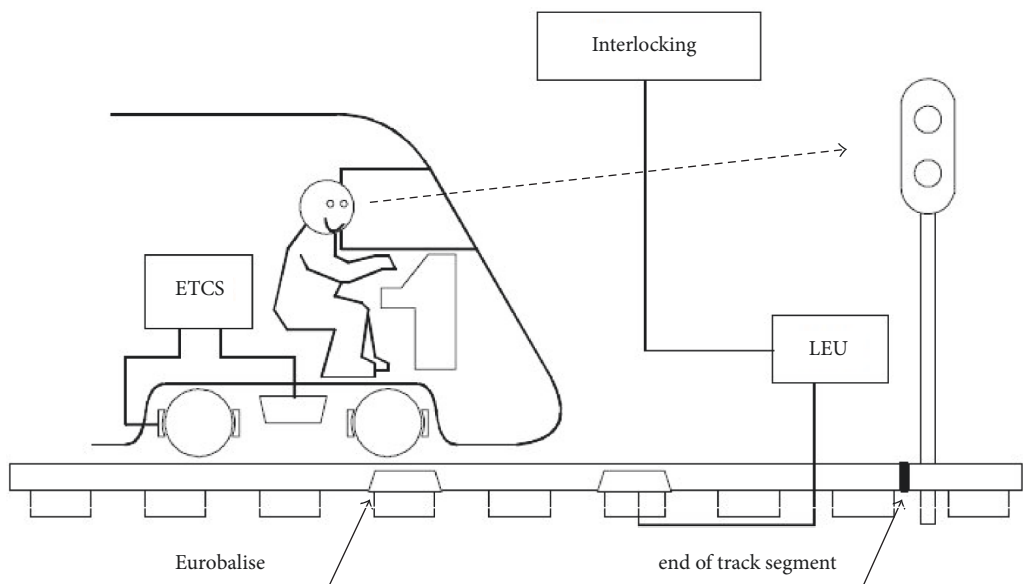 Interlocking
ETCS
LEU
Eurobalise
end of track segment